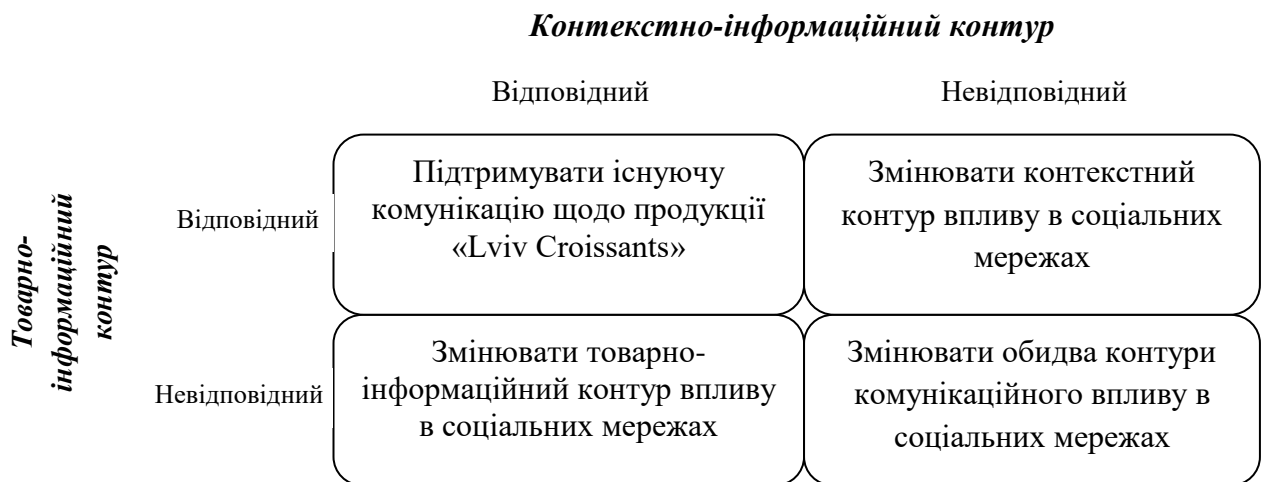 Контекстно-інформаційний контур
Відповідний
Невідповідний
Товарно-
інформаційний
контур
Відповідний
Підтримувати існуючу
комунікацію щодо продукції
«Lviv Croissants»
Змінювати контекстний
контур впливу в соціальних
мережах
Невідповідний
Змінювати товарно-
інформаційний контур впливу
в соціальних мережах
Змінювати обидва контури
комунікаційного впливу в
соціальних мережах